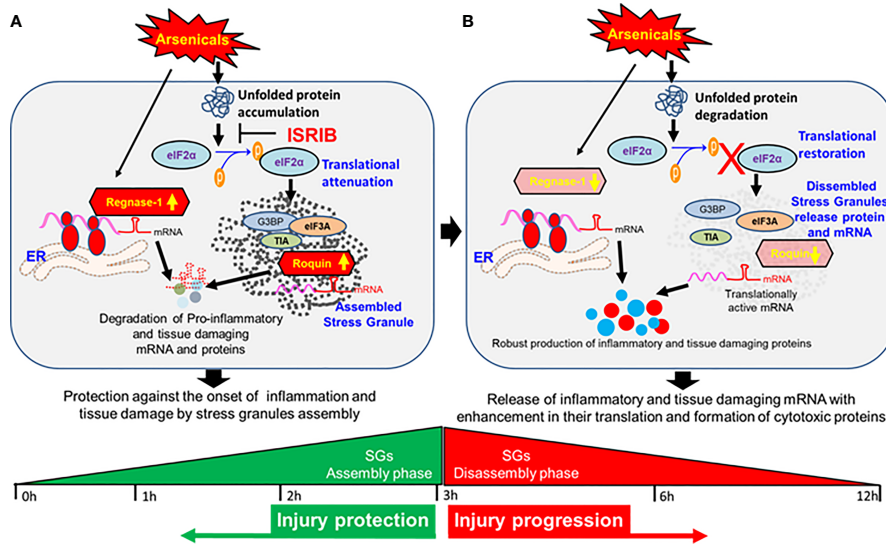 A
Arsenicals
Unfolded protein
accumulation
ISRIB
eIF2α
p
p
eIF2α
Translational
attenuation
Regnase-1
mRNA
ER
G3BP
eIF3A
TIA
Roquin
mRNA
Assembled
Stress Granule
Degradation of Pro-inflammatory
and tissue damaging
mRNA and proteins
Protection against the onset of inflammation and
tissue damage by stress granules assembly
B
Arsenicals
Unfolded protein
degradation
eIF2α
p
p
X
eIF2α
Translational
restoration
Regnase-1
mRNA
ER
Dissembled
Stress Granules
release protein
and mRNA
G3BP
eIF3A
TIA
Roquin
mRNA
Translationally
active mRNA
Robust production of inflammatory and tissue damaging proteins
Release of inflammatory and tissue damaging mRNA with
enhancement in their translation and formation of cytotoxic proteins
SGs
Assembly phase
SGs
Disassembly phase
0h
1h
2h
3h
6h
12h
Injury protection
Injury progression